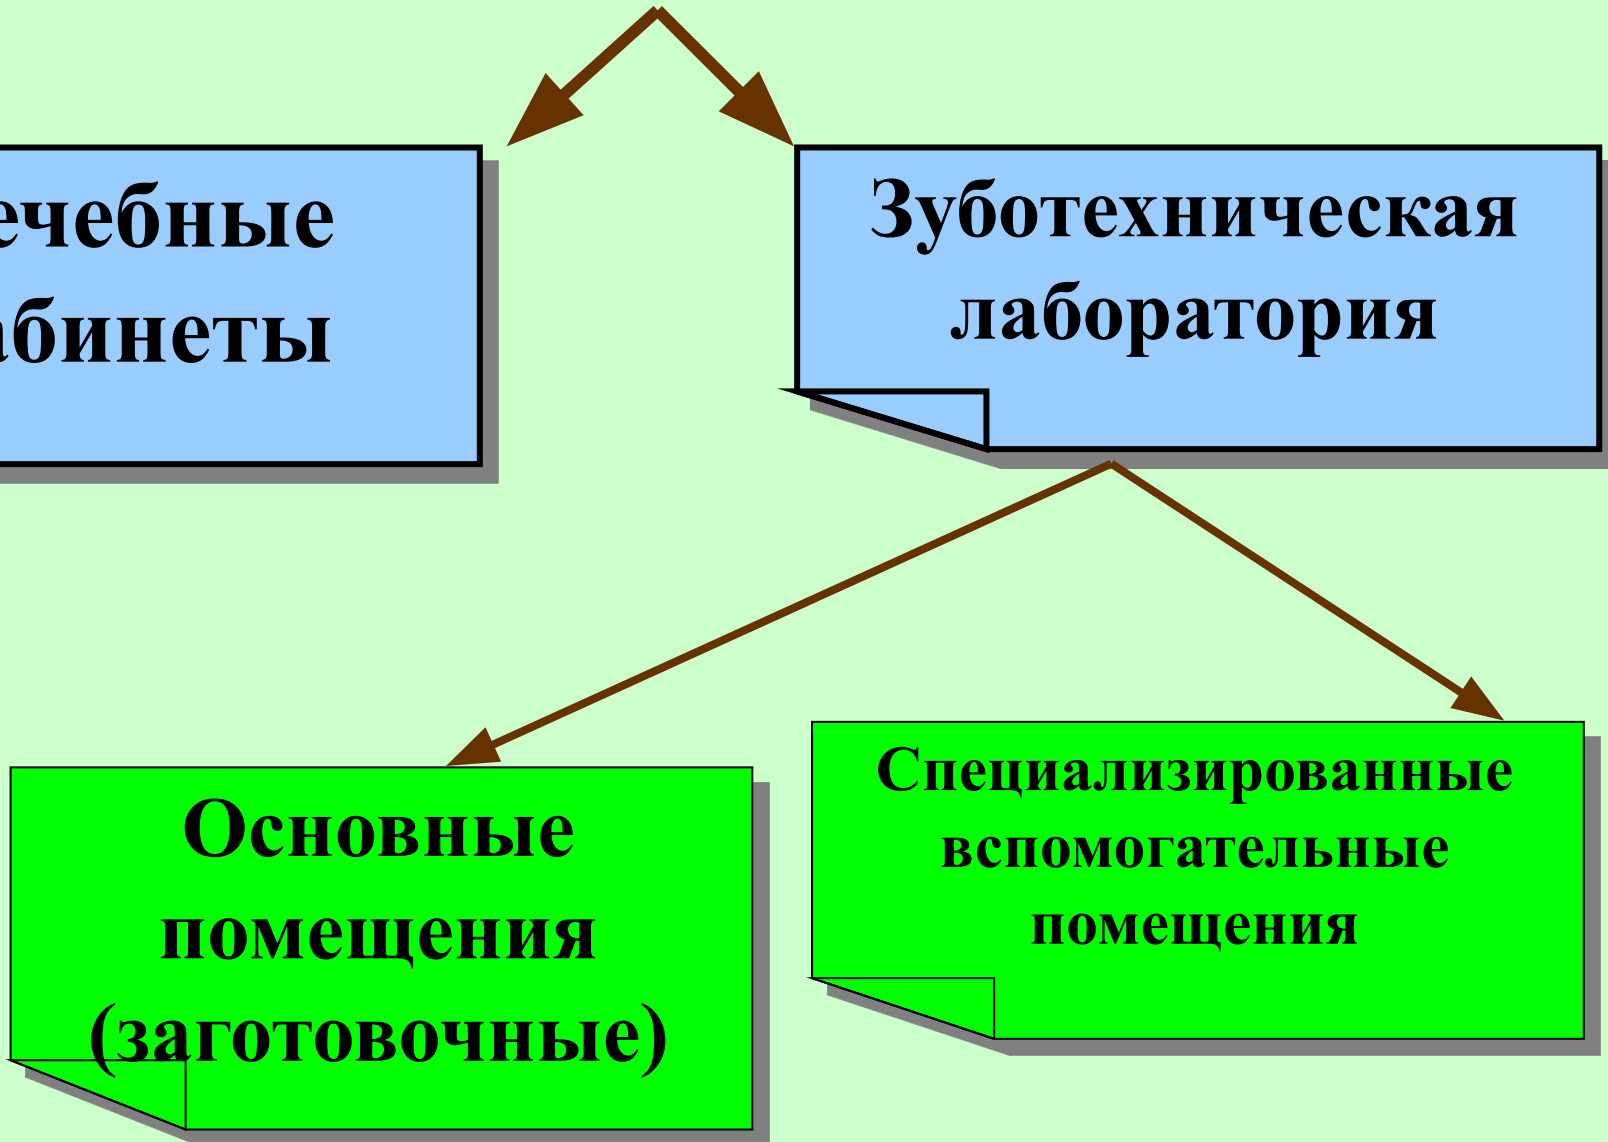 ечебные
абинеты
Зуботехническая
лаборатория
Основные
помещения
(заготовочные)
Специализированные
вспомогательные
помещения